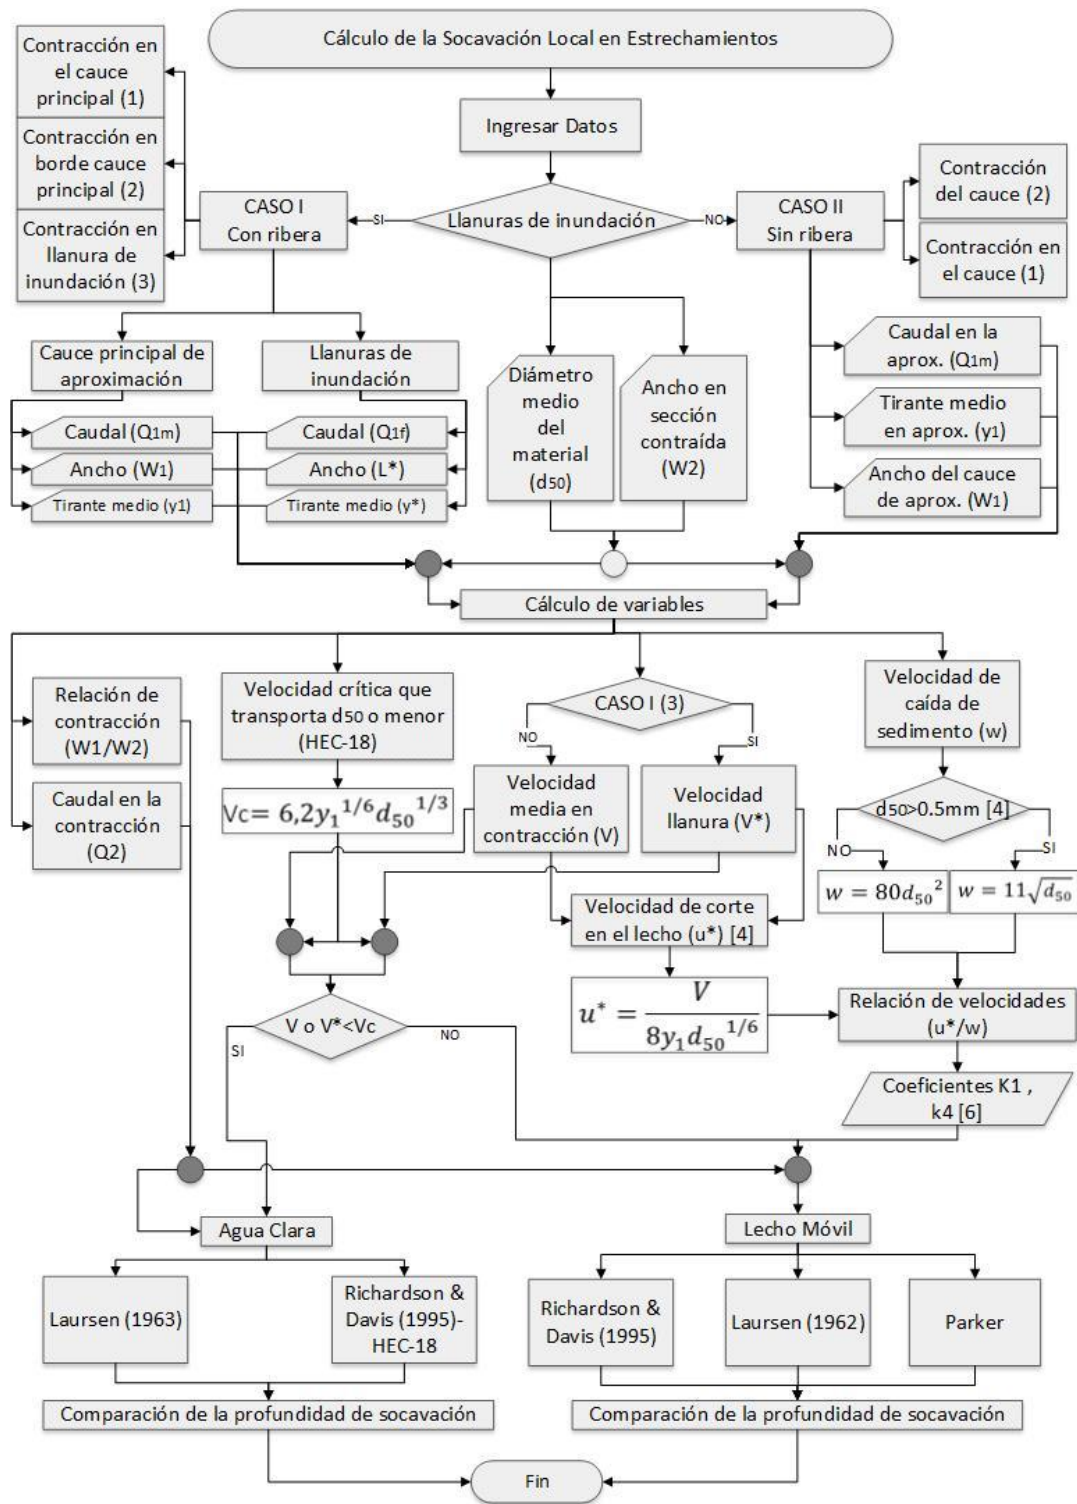 Cálculo de la Socavación Local en Estrechamientos
Ingresar Datos
Llanuras de inundación
SI
NO
CASO I
Con ribera
Contracción en
el cauce
principal (1)
Contracción en
borde cauce
principal (2)
Contracción en
llanura de
inundación (3)
CASO II
Sin ribera
Contracción
del cauce (2)
Contracción en
el cauce (1)
Cauce principal de
aproximación
Caudal (Q1m)
Ancho (W1)
Tirante medio (y1)
Llanuras de
inundación
Caudal (Q1f)
Ancho (L*)
Tirante medio (y*)
Diámetro
medio
del
material
(d50)
Ancho en
sección
contraída
(W2)
Caudal en la
aprox. (Q1m)
Tirante medio
en aprox. (y1)
Ancho del cauce
de aprox. (W1)
Cálculo de variables
Relación de
contracción
(W1/W2)
Caudal en la
contracción
(Q2)
Velocidad crítica que
transporta d50 o menor
(HEC-18)
Vc= 6,2y₁^1/6 d₅₀^1/3
CASO I (3)
NO
SI
Velocidad
media en
contracción (V)
Velocidad
llanura (V*)
Velocidad de corte
en el lecho (u*) [4]
u* = V / 8y₁d₅₀^1/6
Velocidad de
caída de
sedimento (w)
d50>0.5mm [4]
NO
SI
w = 80d₅₀²
w = 11√d₅₀
Relación de velocidades
(u*/w)
Coeficientes K1 ,
k4 [6]
V o V*<Vc
SI
NO
Agua Clara
Laursen (1963)
Richardson &
Davis (1995)-
HEC-18
Comparación de la profundidad de socavación
Lecho Móvil
Richardson &
Davis (1995)
Laursen (1962)
Parker
Comparación de la profundidad de socavación
Fin